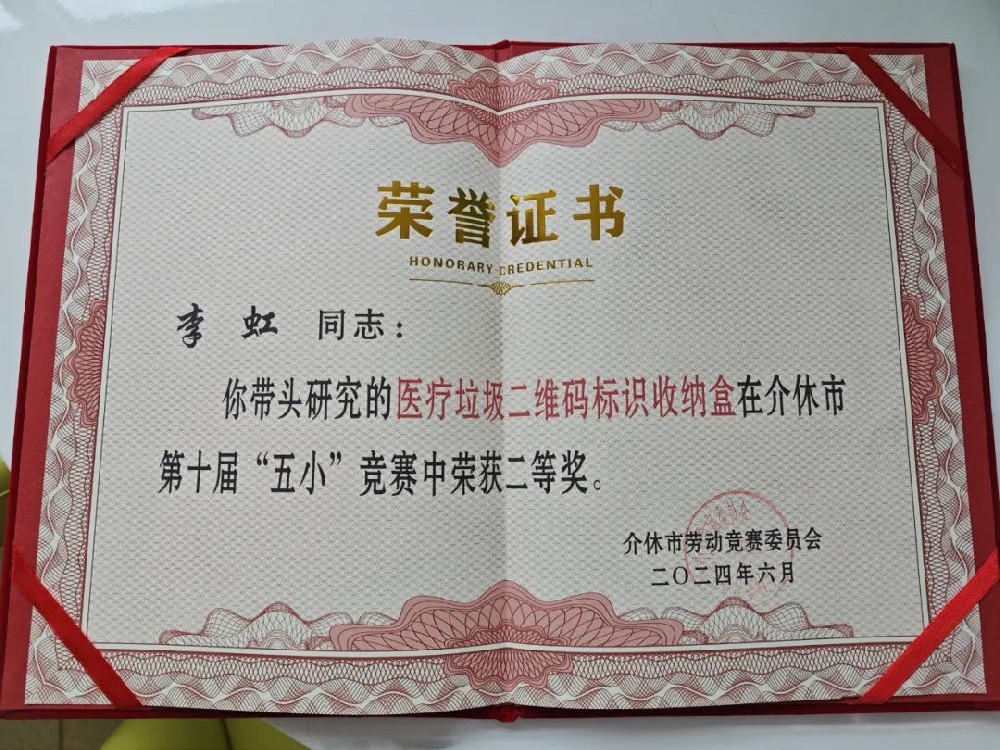 荣誉证书
HONORARY CREDENTIAL
李 虹 同志：
你带头研究的医疗垃圾二维码标识收纳盒在介休市
第十届“五小”竞赛中荣获二等奖。
介休市劳动竞赛委员会
二〇二四年六月